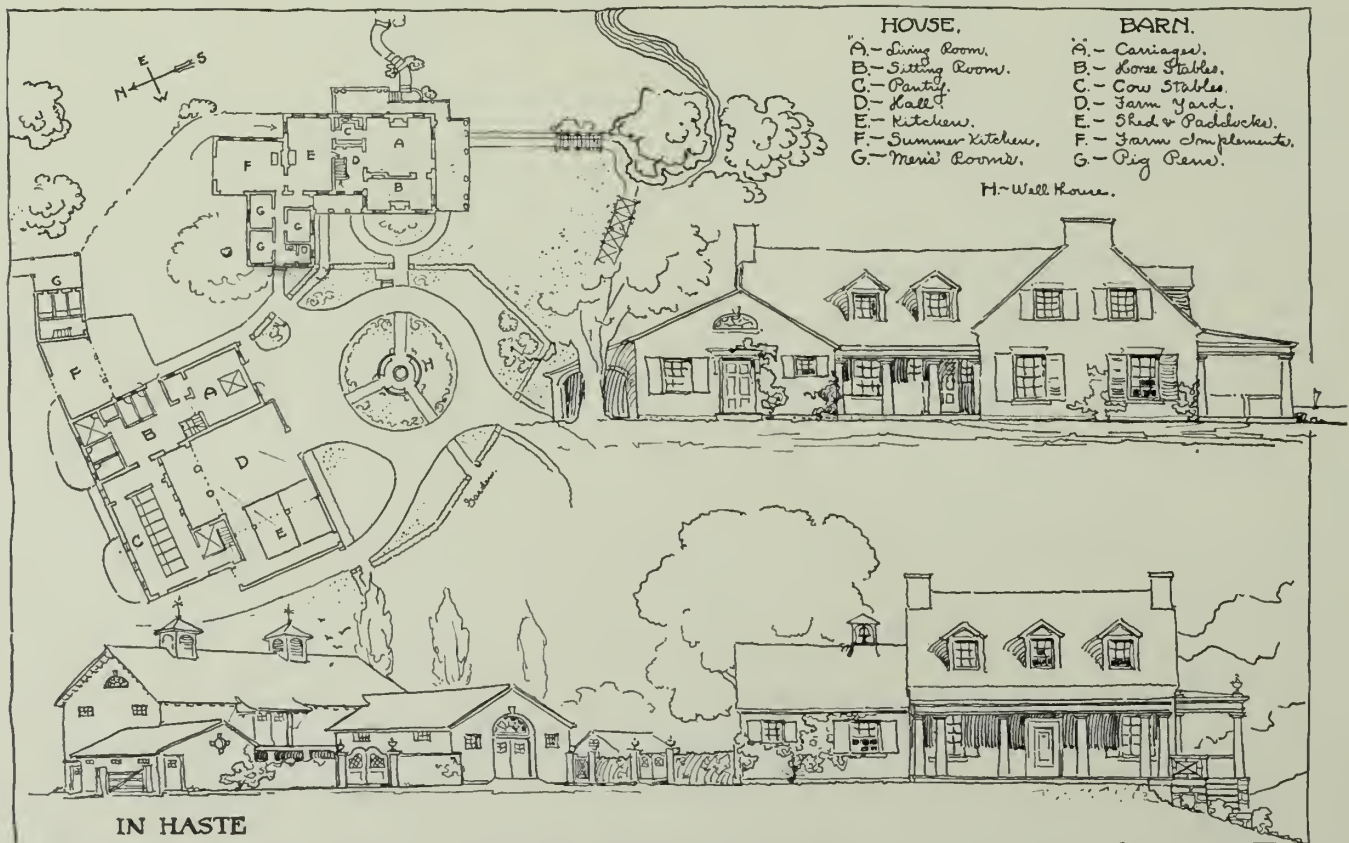 HOUSE.
"A.- Living Room.
B.- Sitting Room.
C.- Pantry.
D.- Hall
E.- Kitchen.
F.- Summer Kitchen.
G.- Men's Rooms.
BARN.
"A.- Carriages.
B.- Horse Stables.
C.- Cow Stables.
D.- Farm Yard.
E.- Shed & Paddocks.
F.- Farm Implements.
G.- Pig Pens.
H.- Well House.
E
S
N
W
C
A
F
E
D
B
G
G
G
G
F
A
H
B
D
C
E
Garden
IN HASTE